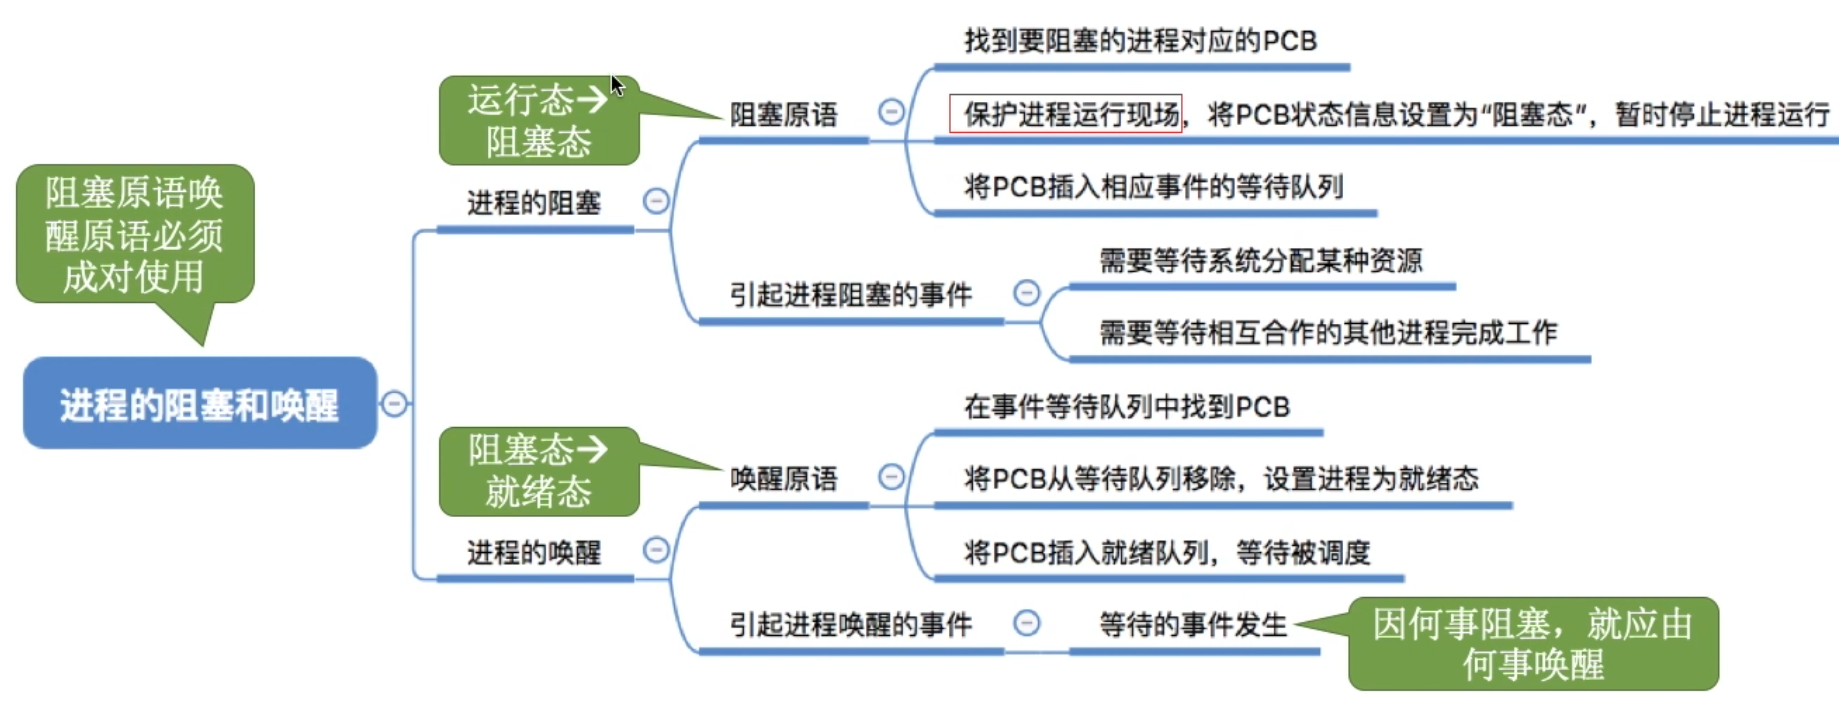 阻塞原语唤
醒原语必须
成对使用
进程的阻塞和唤醒
进程的阻塞
运行态→
阻塞态
阻塞原语
找到要阻塞的进程对应的PCB
保护进程运行现场，将PCB状态信息设置为“阻塞态”，暂时停止进程运行
将PCB插入相应事件的等待队列
引起进程阻塞的事件
需要等待系统分配某种资源
需要等待相互合作的其他进程完成工作
进程的唤醒
阻塞态→
就绪态
唤醒原语
在事件等待队列中找到PCB
将PCB从等待队列移除，设置进程为就绪态
将PCB插入就绪队列，等待被调度
引起进程唤醒的事件
等待的事件发生
因何事阻塞，就应由
何事唤醒